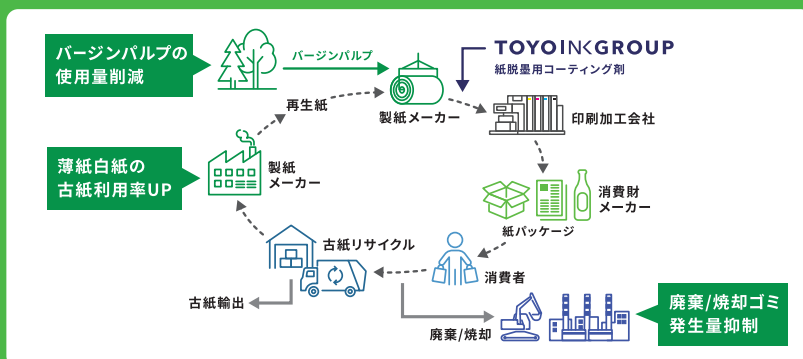 バージンパルプの
使用量削減
バージンパルプ
TOYOINKGROUP
紙脱墨用コーティング剤
再生紙
製紙メーカー
印刷加工会社
薄紙白紙の
古紙利用率UP
製紙
メーカー
消費財
メーカー
紙パッケージ
古紙リサイクル
消費者
古紙輸出
廃棄/焼却
廃棄/焼却ゴミ
発生量抑制